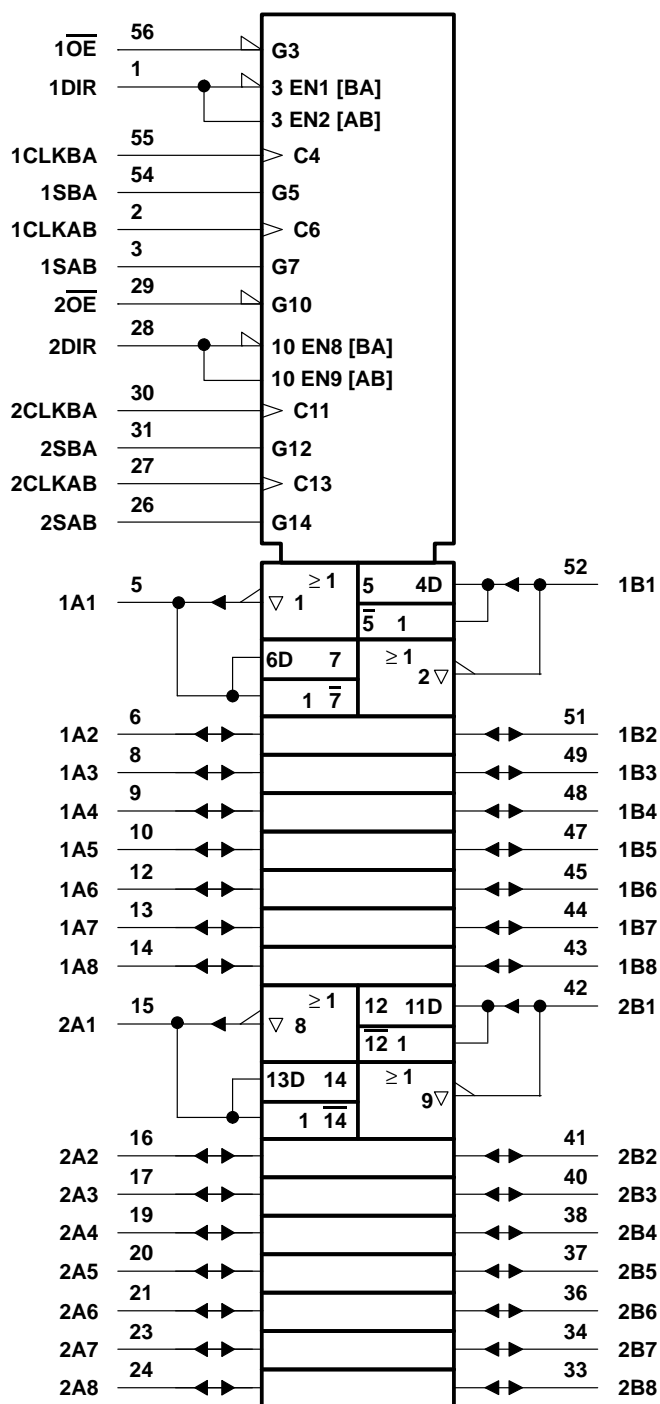 56
1O̅E̅ G3
1
1DIR 3 EN1 [BA]
3 EN2 [AB]
55
1CLKBA C4
54
1SBA G5
2
1CLKAB C6
3
1SAB G7
29
2O̅E̅ G10
28
2DIR 10 EN8 [BA]
10 EN9 [AB]
30
2CLKBA C11
31
2SBA G12
27
2CLKAB C13
26
2SAB G14
5 ≥ 1 5 4D 52
1A1 ▽ 1 1B1
5̅ 1
6D 7 ≥ 1
2 ▽
1 7̅
6 51
1A2 1B2
8 49
1A3 1B3
9 48
1A4 1B4
10 47
1A5 1B5
12 45
1A6 1B6
13 44
1A7 1B7
14 43
1A8 1B8
15 ≥ 1 12 11D 42
2A1 ▽ 8 2B1
1̅2̅ 1
13D 14 ≥ 1
9 ▽
1 1̅4̅
16 41
2A2 2B2
17 40
2A3 2B3
19 38
2A4 2B4
20 37
2A5 2B5
21 36
2A6 2B6
23 34
2A7 2B7
24 33
2A8 2B8